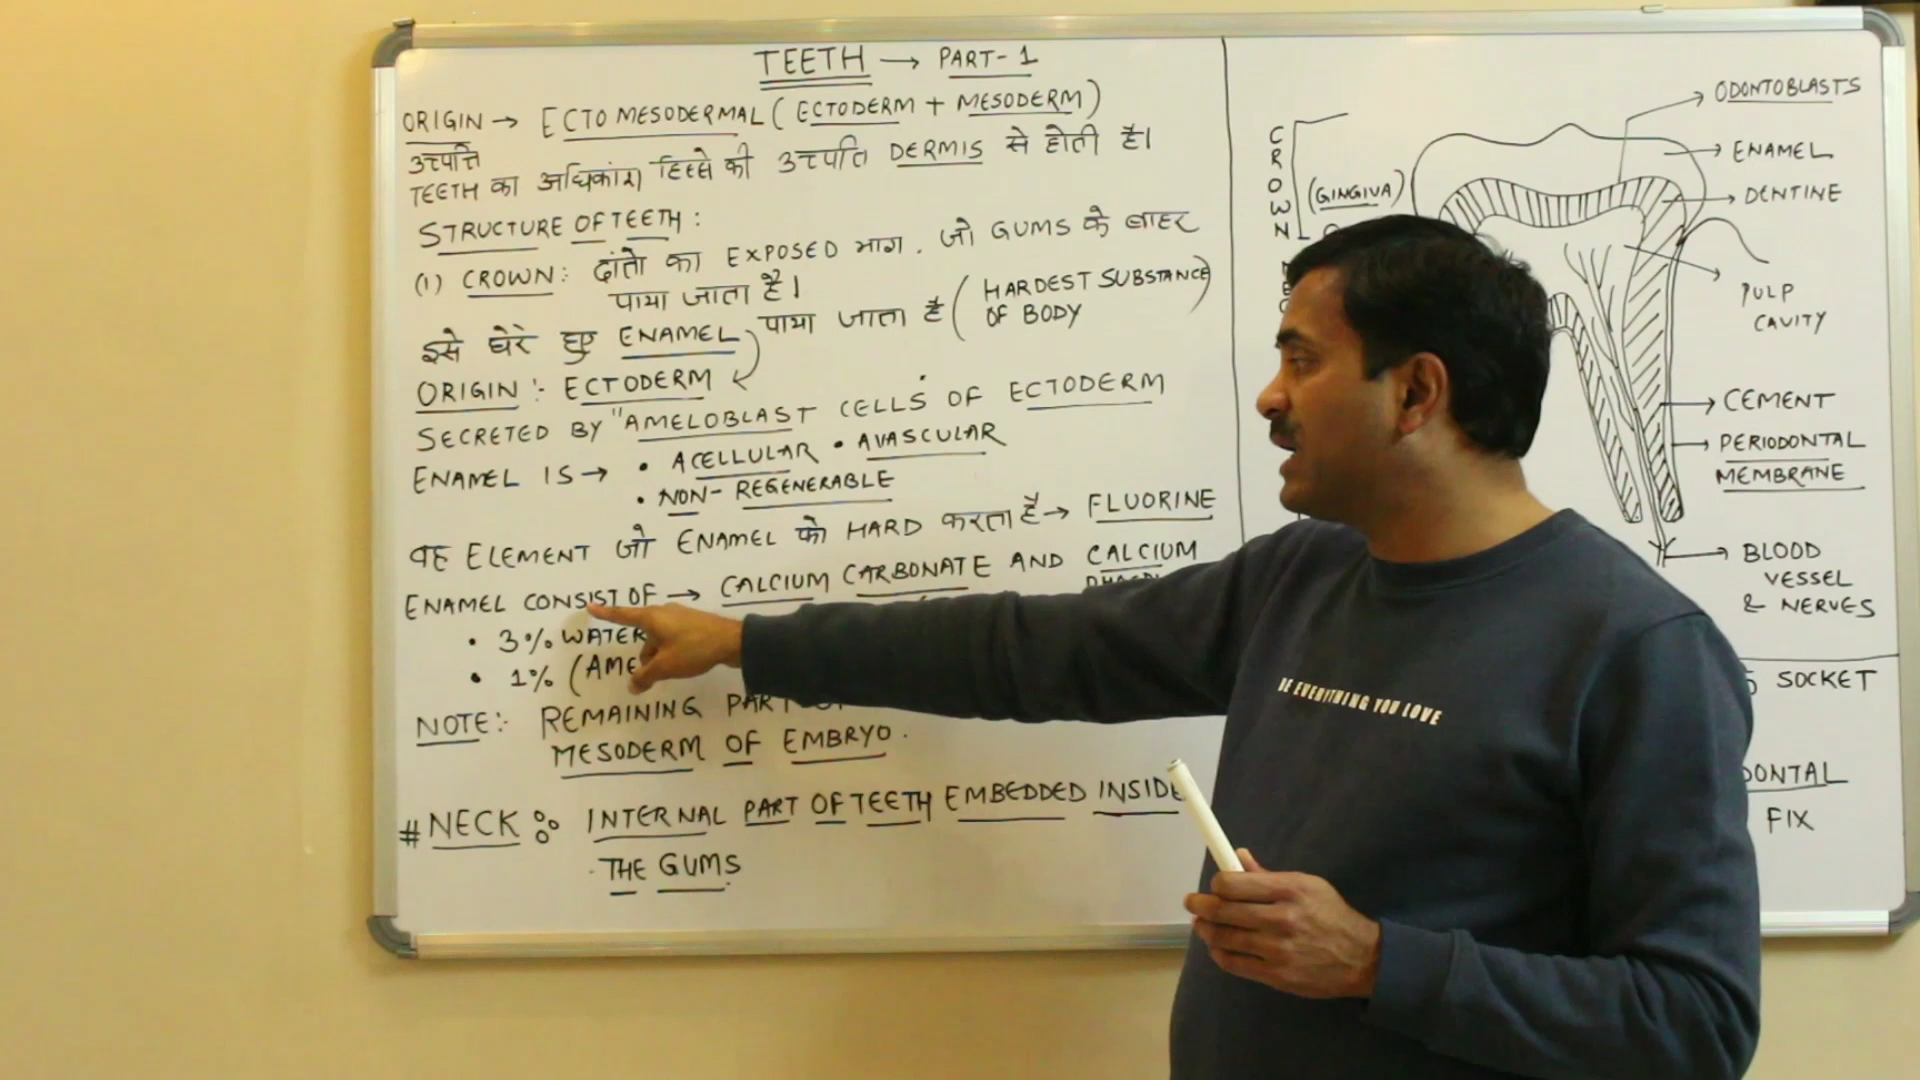 TEETH → PART-1
ORIGIN → ECTOMESODERMAL (ECTODERM + MESODERM)
उत्पत्ति
TEETH का अधिकांश हिस्से की उत्पत्ति DERMIS से होती है।
STRUCTURE OF TEETH:
(1) CROWN: दांतो का EXPOSED भाग, जो GUMS के बाहर
पाया जाता है।
इसे घेरे हुए ENAMEL पाया जाता है (HARDEST SUBSTANCE
OF BODY
ORIGIN :- ECTODERM
SECRETED BY "AMELOBLAST CELLS OF ECTODERM
ENAMEL IS → • ACELLULAR • AVASCULAR
• NON-REGENERABLE
वह ELEMENT जो ENAMEL को HARD करता है → FLUORINE
ENAMEL CONSIST OF → CALCIUM CARBONATE AND CALCIUM
• 3% WATER
• 1% (AME
NOTE:- REMAINING PART
MESODERM OF EMBRYO.
# NECK : INTERNAL PART OF TEETH EMBEDDED INSIDE
THE GUMS
CROWN
(GINGIVA)
ODONTOBLASTS
ENAMEL
DENTINE
PULP
CAVITY
CEMENT
PERIODONTAL
MEMBRANE
BLOOD
VESSEL
& NERVES
SOCKET
DONTAL
FIX
BE EVERYTHING YOU LOVE